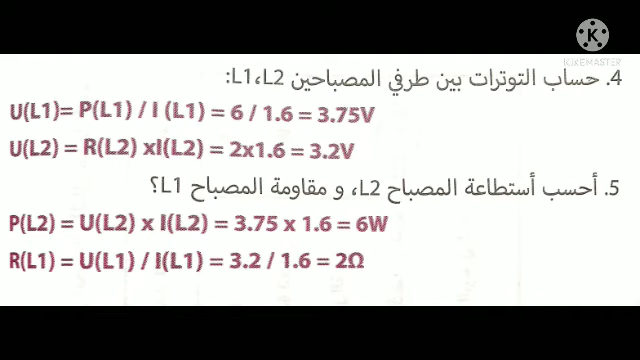 KINEMASTER
4. حساب التوترات بين طرفي المصباحين L1،L2:
U(L1)= P(L1) / I (L1) = 6 / 1.6 = 3.75V
U(L2) = R(L2) xI(L2) = 2x1.6 = 3.2V
5. أحسب أستطاعة المصباح L2، و مقاومة المصباح L1؟
P(L2) = U(L2) x I(L2) = 3.75 x 1.6 = 6W
R(L1) = U(L1) / I(L1) = 3.2 / 1.6 = 2Ω